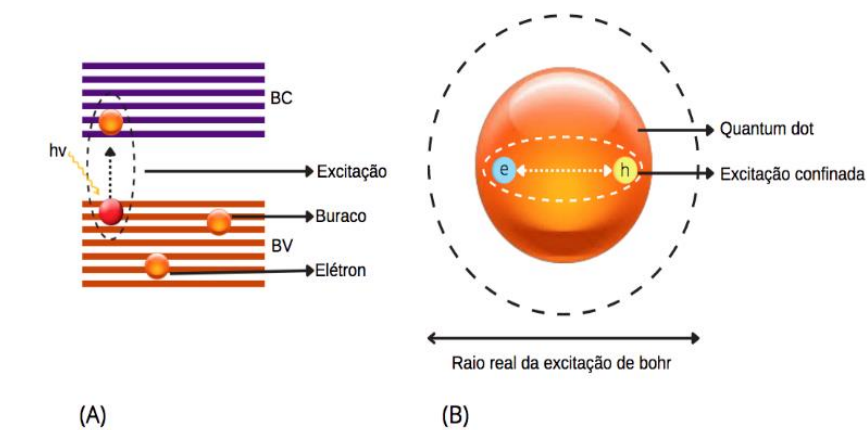 BC
hv
Excitação
Buraco
BV
Elétron
(A)
Quantum dot
e
h
Excitação confinada
Raio real da excitação de bohr
(B)